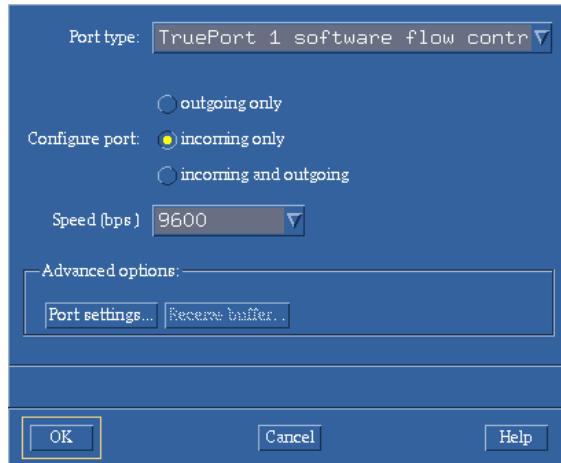 Port type: TruePort 1 software flow contr
outgoing only
Configure port: incoming only
incoming and outgoing
Speed (bps) 9600
Advanced options:
Port settings... Receive buffer...
OK Cancel Help